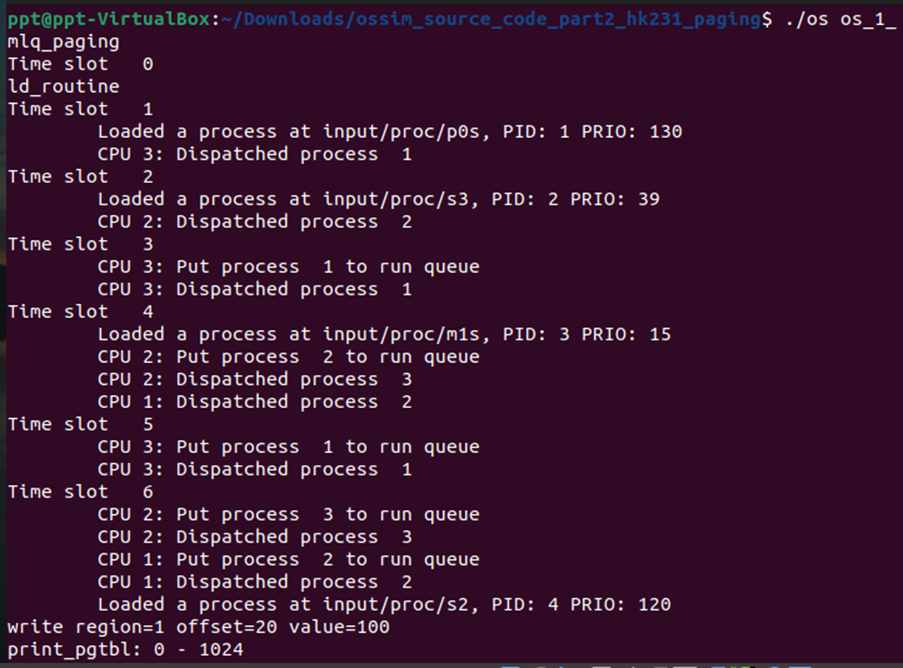 ppt@ppt-VirtualBox:~/Downloads/ossim_source_code_part2_hk231_paging$ ./os os_1_
mlq_paging
Time slot   0
ld_routine
Time slot   1
        Loaded a process at input/proc/p0s, PID: 1 PRIO: 130
        CPU 3: Dispatched process  1
Time slot   2
        Loaded a process at input/proc/s3, PID: 2 PRIO: 39
        CPU 2: Dispatched process  2
Time slot   3
        CPU 3: Put process  1 to run queue
        CPU 3: Dispatched process  1
Time slot   4
        Loaded a process at input/proc/m1s, PID: 3 PRIO: 15
        CPU 2: Put process  2 to run queue
        CPU 2: Dispatched process  3
        CPU 1: Dispatched process  2
Time slot   5
        CPU 3: Put process  1 to run queue
        CPU 3: Dispatched process  1
Time slot   6
        CPU 2: Put process  3 to run queue
        CPU 2: Dispatched process  3
        CPU 1: Put process  2 to run queue
        CPU 1: Dispatched process  2
        Loaded a process at input/proc/s2, PID: 4 PRIO: 120
write region=1 offset=20 value=100
print_pgtbl: 0 - 1024